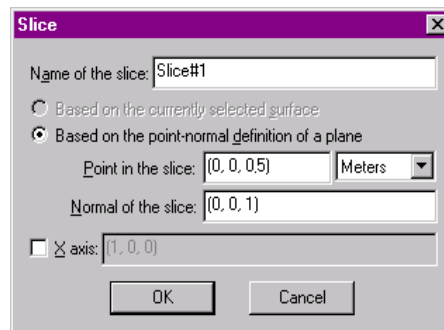 Slice
Name of the slice: Slice#1
Based on the currently selected surface
Based on the point-normal definition of a plane
Point in the slice: (0, 0, 0.5) Meters
Normal of the slice: (0, 0, 1)
X axis: (1, 0, 0)
OK Cancel